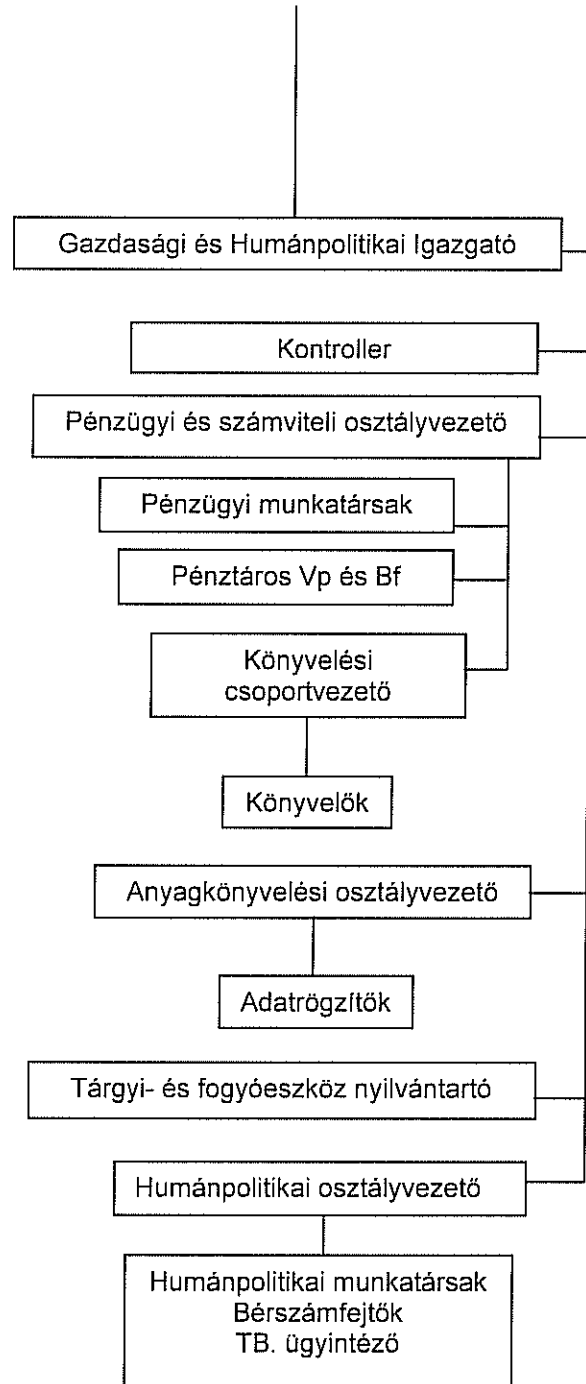 Gazdasági és Humánpolitikai Igazgató
Kontroller
Pénzügyi és számviteli osztályvezető
Pénzügyi munkatársak
Pénztáros Vp és Bf
Könyvelési
csoportvezető
Könyvelők
Anyagkönyvelési osztályvezető
Adatrögzítők
Tárgyi- és fogyóeszköz nyilvántartó
Humánpolitikai osztályvezető
Humánpolitikai munkatársak
Bérszámfejtők
TB. ügyintéző